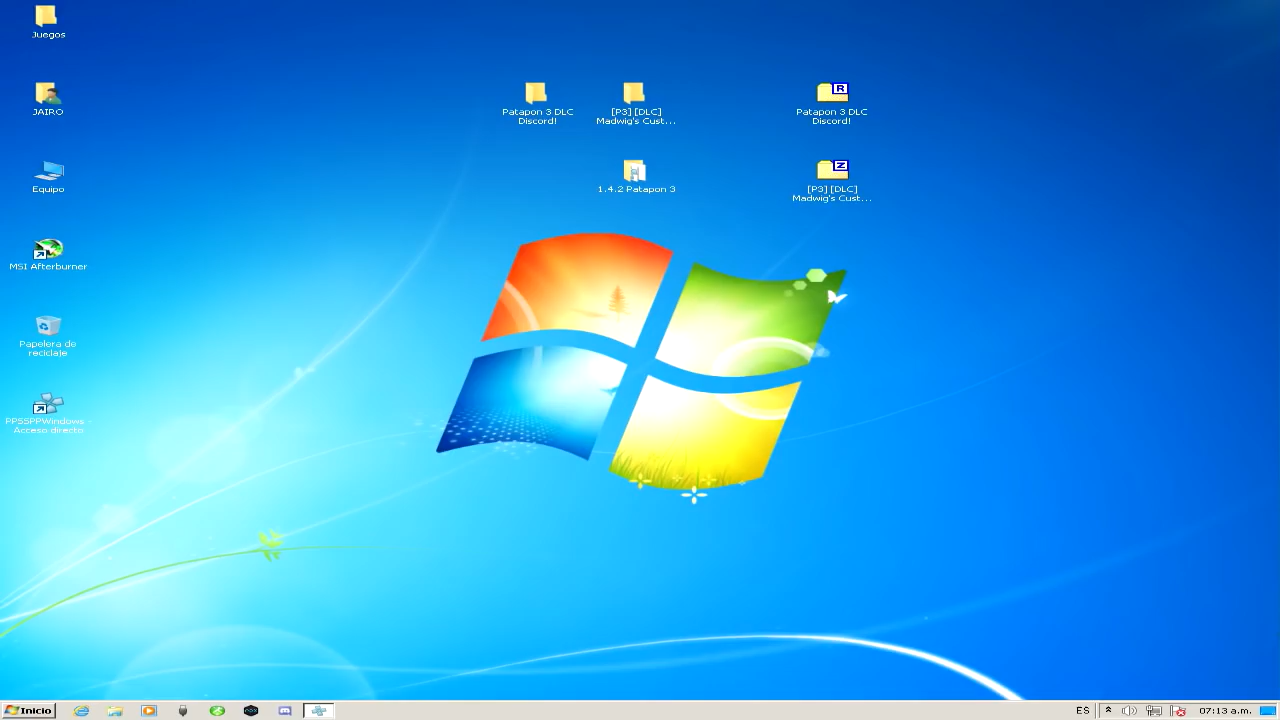 Juegos
JAIRO
Equipo
MSI Afterburner
Papelera de
reciclaje
PPSSPPWindows -
Acceso directo
Patapon 3 DLC
Discord!
[P3] [DLC]
Madwig's Cust...
1.4.2 Patapon 3
R
Patapon 3 DLC
Discord!
Z
[P3] [DLC]
Madwig's Cust...
Inicio
ES
07:13 a.m.